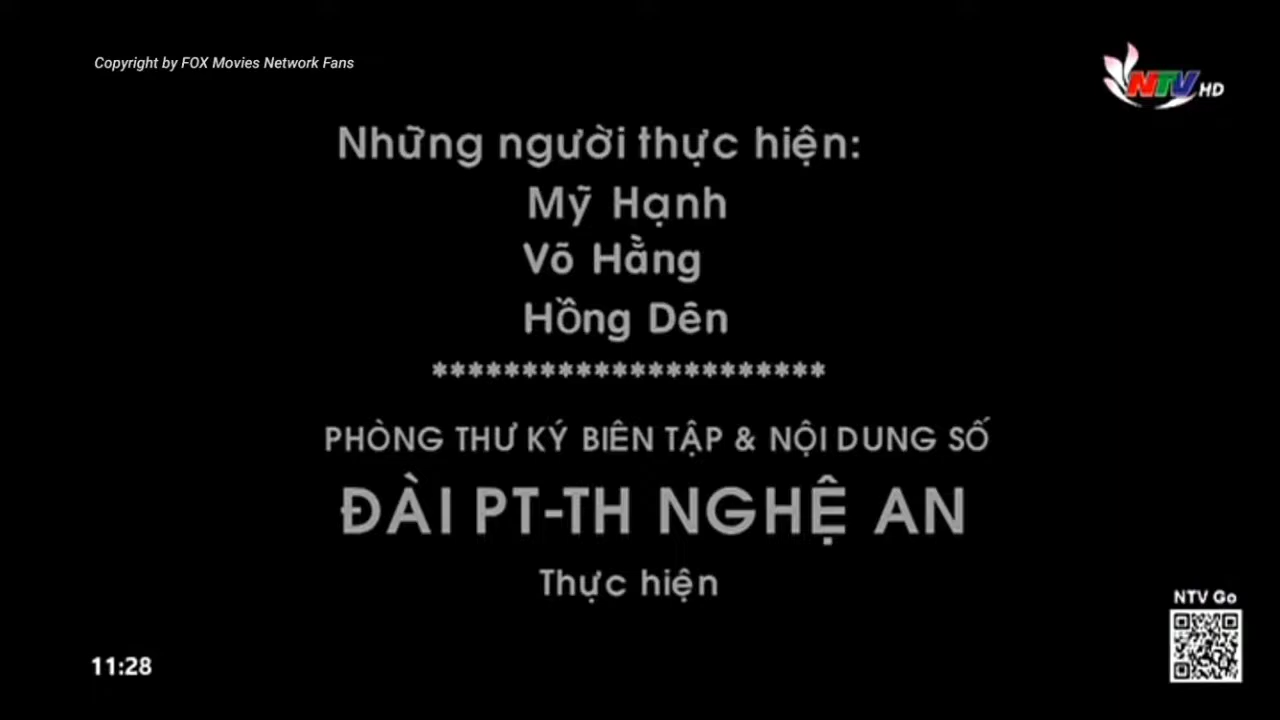 Copyright by FOX Movies Network Fans
NTV HD
Những người thực hiện:
Mỹ Hạnh
Võ Hằng
Hồng Dên
**********************
PHÒNG THƯ KÝ BIÊN TẬP & NỘI DUNG SỐ
ĐÀI PT-TH NGHỆ AN
Thực hiện
NTV Go
11:28